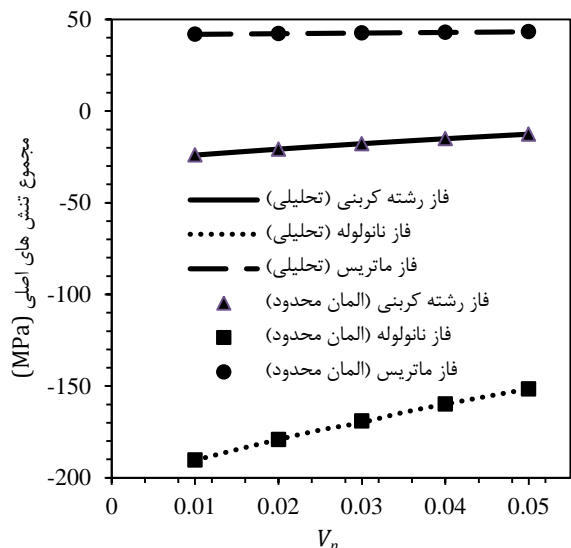 50
0
-50
-100
-150
-200
0
0.01
0.02
0.03
0.04
0.05
V_n
مجموع تنش های اصلی (MPa)
فاز رشته کربنی (تحلیلی)
فاز نانولوله (تحلیلی)
فاز ماتریس (تحلیلی)
فاز رشته کربنی (المان محدود)
فاز نانولوله (المان محدود)
فاز ماتریس (المان محدود)